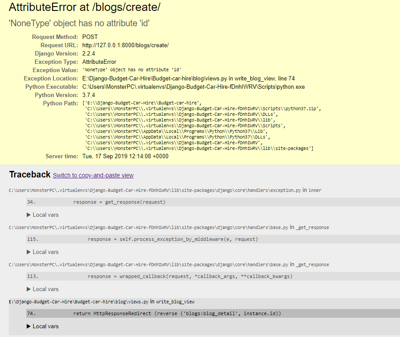 AttributeError at /blogs/create/
'NoneType' object has no attribute 'id'
Request Method: POST
Request URL: http://127.0.0.1:8000/blogs/create/
Django Version: 2.2.4
Exception Type: AttributeError
Exception Value: 'NoneType' object has no attribute 'id'
Exception Location: E:\Django-Budget-Car-Hire\Budget-car-hire\blog\views.py in write_blog_view, line 74
Python Executable: C:\Users\MonsterPC\.virtualenvs\Django-Budget-Car-Hire-fDnhIVRV\Scripts\python.exe
Python Version: 3.7.4
Python Path: ['E:\\Django-Budget-Car-Hire\\Budget-car-hire',
'C:\\Users\\MonsterPC\\.virtualenvs\\Django-Budget-Car-Hire-fDnhIVRV\\Scripts\\python37.zip',
'C:\\Users\\MonsterPC\\.virtualenvs\\Django-Budget-Car-Hire-fDnhIVRV\\DLLs',
'C:\\Users\\MonsterPC\\.virtualenvs\\Django-Budget-Car-Hire-fDnhIVRV\\lib',
'C:\\Users\\MonsterPC\\.virtualenvs\\Django-Budget-Car-Hire-fDnhIVRV\\Scripts',
'C:\\Users\\MonsterPC\\AppData\\Local\\Programs\\Python\\Python37\\Lib',
'C:\\Users\\MonsterPC\\AppData\\Local\\Programs\\Python\\Python37\\DLLs',
'C:\\Users\\MonsterPC\\.virtualenvs\\Django-Budget-Car-Hire-fDnhIVRV',
'C:\\Users\\MonsterPC\\.virtualenvs\\Django-Budget-Car-Hire-fDnhIVRV\\lib\\site-packages']
Server time: Tue, 17 Sep 2019 12:14:08 +0000
Traceback Switch to copy-and-paste view
C:\Users\MonsterPC\.virtualenvs\Django-Budget-Car-Hire-fDnhIVRV\lib\site-packages\django\core\handlers\exception.py in inner
34. response = get_response(request)
▶ Local vars
C:\Users\MonsterPC\.virtualenvs\Django-Budget-Car-Hire-fDnhIVRV\lib\site-packages\django\core\handlers\base.py in _get_response
115. response = self.process_exception_by_middleware(e, request)
▶ Local vars
C:\Users\MonsterPC\.virtualenvs\Django-Budget-Car-Hire-fDnhIVRV\lib\site-packages\django\core\handlers\base.py in _get_response
113. response = wrapped_callback(request, *callback_args, **callback_kwargs)
▶ Local vars
E:\Django-Budget-Car-Hire\Budget-car-hire\blog\views.py in write_blog_view
74. return HttpResponseRedirect (reverse ('blogs:blog_detail', instance.id))
▶ Local vars